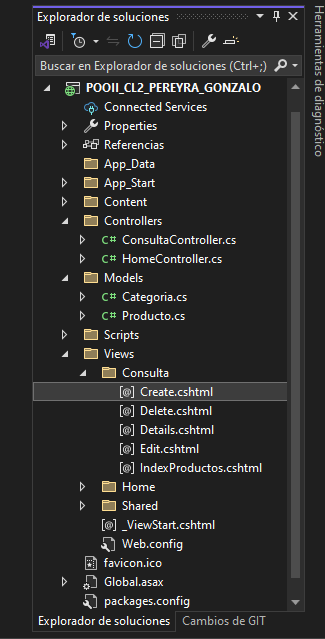 Explorador de soluciones
Buscar en Explorador de soluciones (Ctrl+;)
POOII_CL2_PEREYRA_GONZALO
Connected Services
Properties
Referencias
App_Data
App_Start
Content
Controllers
C# ConsultaController.cs
C# HomeController.cs
Models
C# Categoria.cs
C# Producto.cs
Scripts
Views
Consulta
[@] Create.cshtml
[@] Delete.cshtml
[@] Details.cshtml
[@] Edit.cshtml
[@] IndexProductos.cshtml
Home
Shared
[@] _ViewStart.cshtml
Web.config
favicon.ico
Global.asax
packages.config
Explorador de soluciones Cambios de GIT
Herramientas de diagnóstico